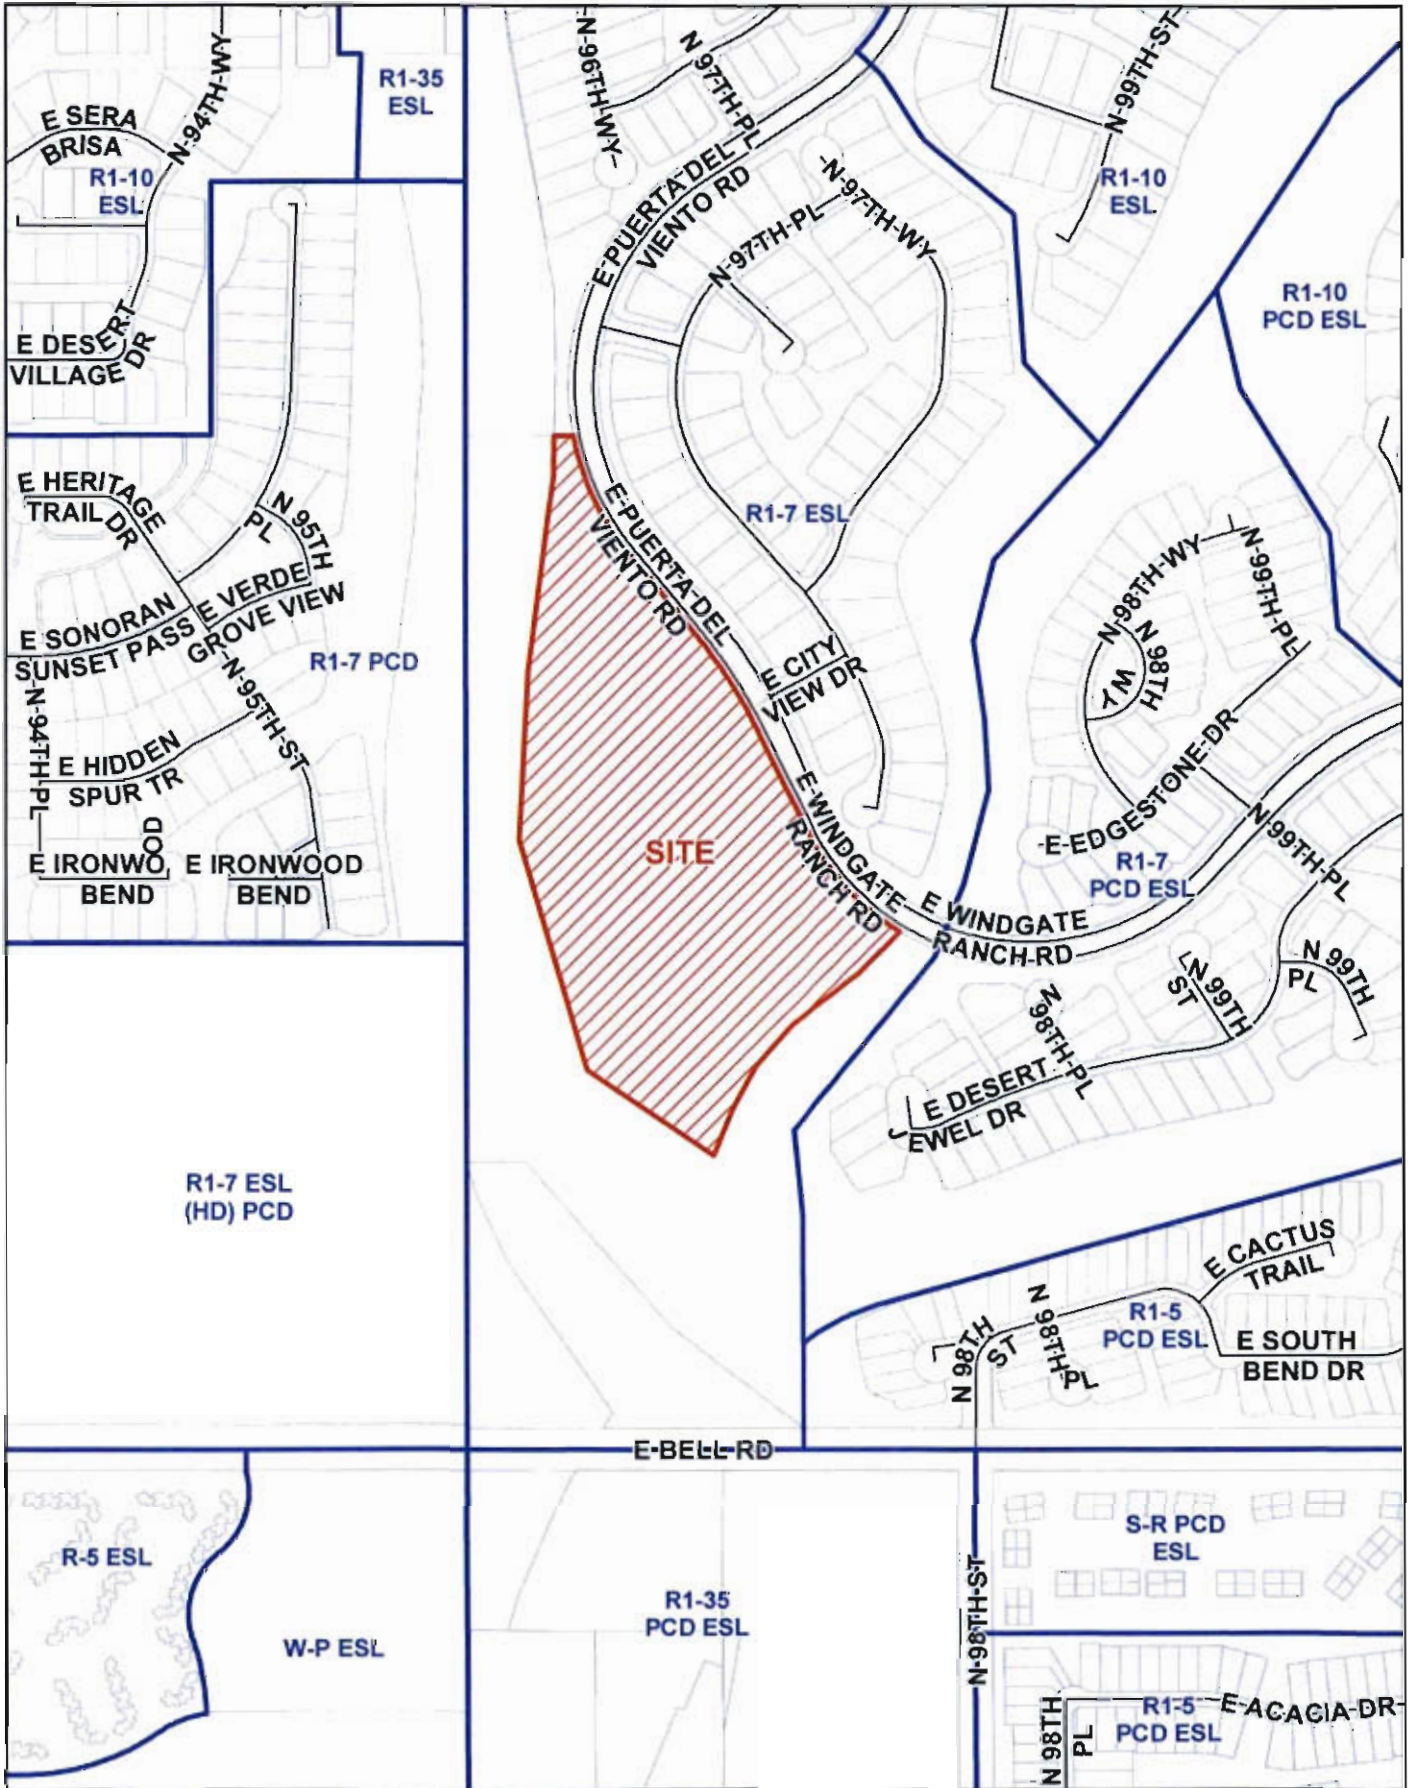 R1-35
ESL
N 96TH WY
N 97TH PL
N 99TH ST
N 94TH WY
E SERA
BRISA
R1-10
ESL
E PUERTA DEL
VIENTO RD
N 97TH PL
N 97TH WY
R1-10
ESL
R1-10
PCD ESL
E DESERT
VILLAGE DR
E HERITAGE
TRAIL DR
N 95TH
PL
E PUERTA DEL
VIENTO RD
R1-7 ESL
N 98TH WY
N 99TH PL
N 98TH
WY
E SONORAN
SUNSET PASS
E VERDE
GROVE VIEW
R1-7 PCD
N 94TH PL
N 95TH ST
E CITY
VIEW DR
E HIDDEN
SPUR TR
E EDGESTONE DR
N 99TH PL
E IRONWOOD
BEND
E IRONWOOD
BEND
SITE
E WINDGATE
RANCH RD
R1-7
PCD ESL
E WINDGATE
RANCH RD
N 99TH
ST
N 99TH
PL
N
98TH PL
E DESERT
JEWEL DR
R1-7 ESL
(HD) PCD
E CACTUS
TRAIL
N 98TH
ST
N 98TH
PL
R1-5
PCD ESL
E SOUTH
BEND DR
E BELL RD
R-5 ESL
W-P ESL
R1-35
PCD ESL
N 98TH ST
S-R PCD
ESL
N 98TH
PL
R1-5
PCD ESL
E ACACIA DR